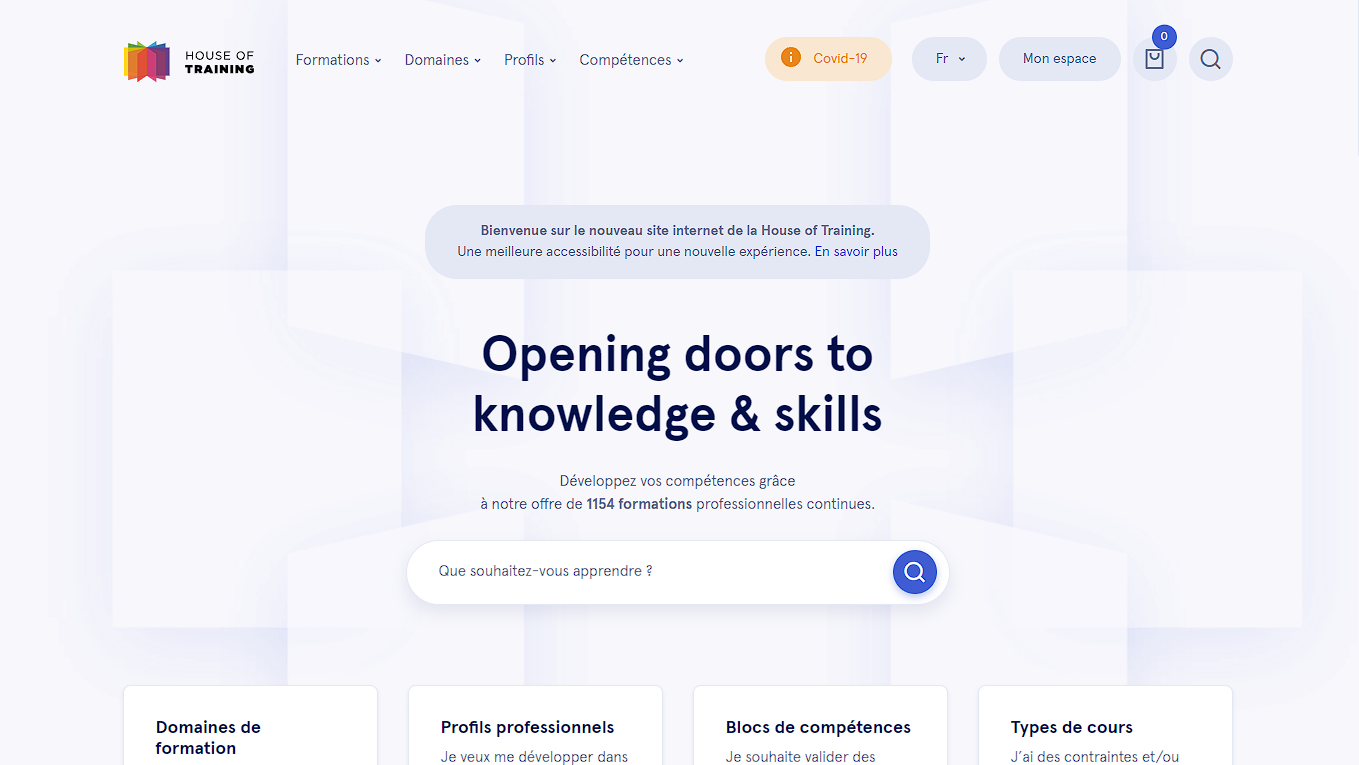 HOUSE OF
TRAINING
Formations
Domaines
Profils
Compétences
i
Covid-19
Fr
Mon espace
0
Bienvenue sur le nouveau site internet de la House of Training.
Une meilleure accessibilité pour une nouvelle expérience. En savoir plus
Opening doors to
knowledge & skills
Développez vos compétences grâce
à notre offre de 1154 formations professionnelles continues.
Que souhaitez-vous apprendre ?
Domaines de
formation
Profils professionnels
Je veux me développer dans
Blocs de compétences
Je souhaite valider des
Types de cours
J’ai des contraintes et/ou